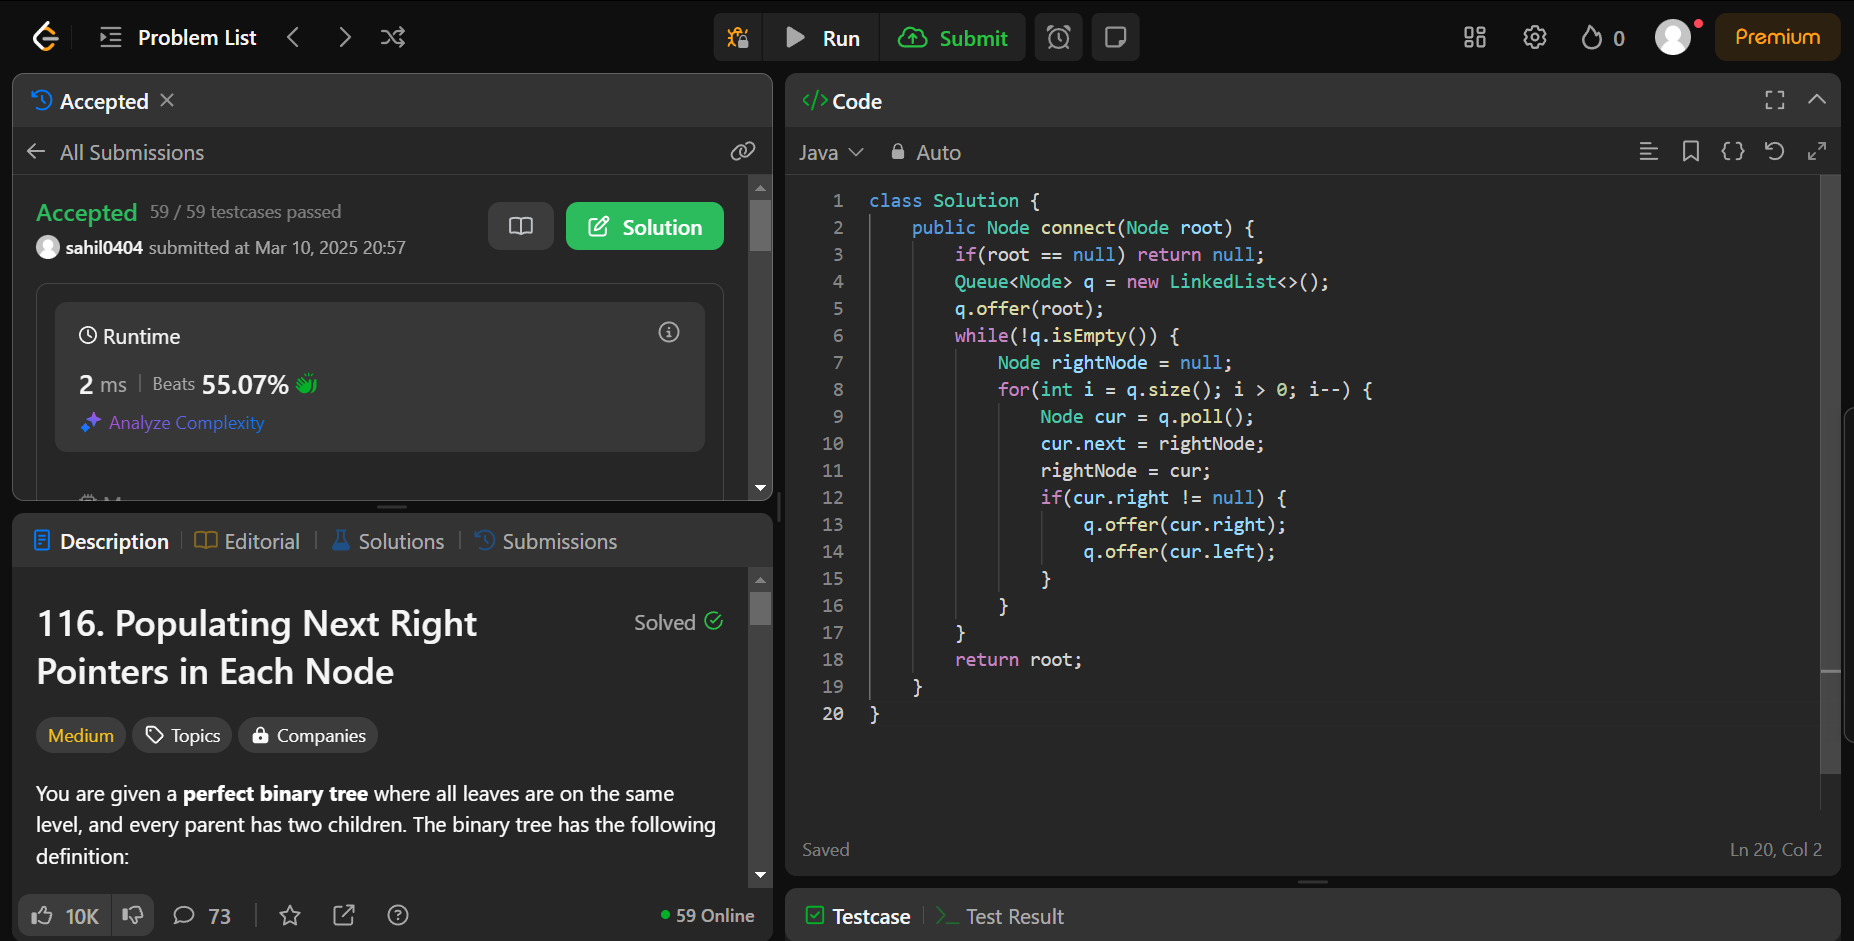 Problem List
Run
Submit
0
Premium
Accepted
All Submissions
Accepted 59 / 59 testcases passed
sahil0404 submitted at Mar 10, 2025 20:57
Solution
Runtime
2 ms | Beats 55.07%
Analyze Complexity
Description
Editorial
Solutions
Submissions
116. Populating Next Right
Pointers in Each Node
Solved
Medium
Topics
Companies
You are given a perfect binary tree where all leaves are on the same
level, and every parent has two children. The binary tree has the following
definition:
10K
73
59 Online
</> Code
Java
Auto
1 class Solution {
2     public Node connect(Node root) {
3         if(root == null) return null;
4         Queue<Node> q = new LinkedList<>();
5         q.offer(root);
6         while(!q.isEmpty()) {
7             Node rightNode = null;
8             for(int i = q.size(); i > 0; i--) {
9                 Node cur = q.poll();
10                 cur.next = rightNode;
11                 rightNode = cur;
12                 if(cur.right != null) {
13                     q.offer(cur.right);
14                     q.offer(cur.left);
15                 }
16             }
17         }
18         return root;
19     }
20 }
Saved
Ln 20, Col 2
Testcase
Test Result